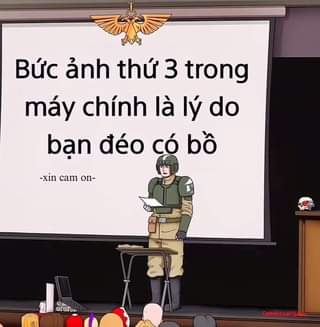 Bức ảnh thứ 3 trong
máy chính là lý do
bạn đéo có bồ
-xin cam on-